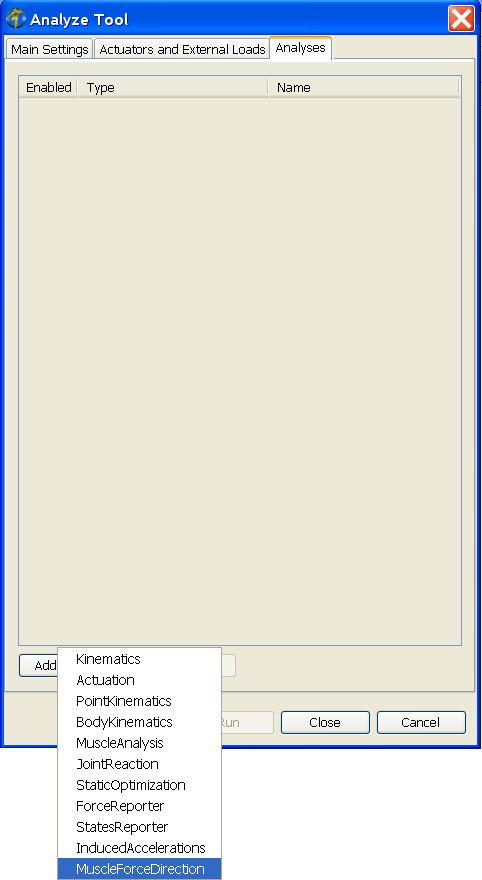 Analyze Tool
Main Settings Actuators and External Loads Analyses
Enabled Type Name
Add
Kinematics
Actuation
PointKinematics
BodyKinematics
MuscleAnalysis
JointReaction
StaticOptimization
ForceReporter
StatesReporter
InducedAccelerations
MuscleForceDirection
Run Close Cancel